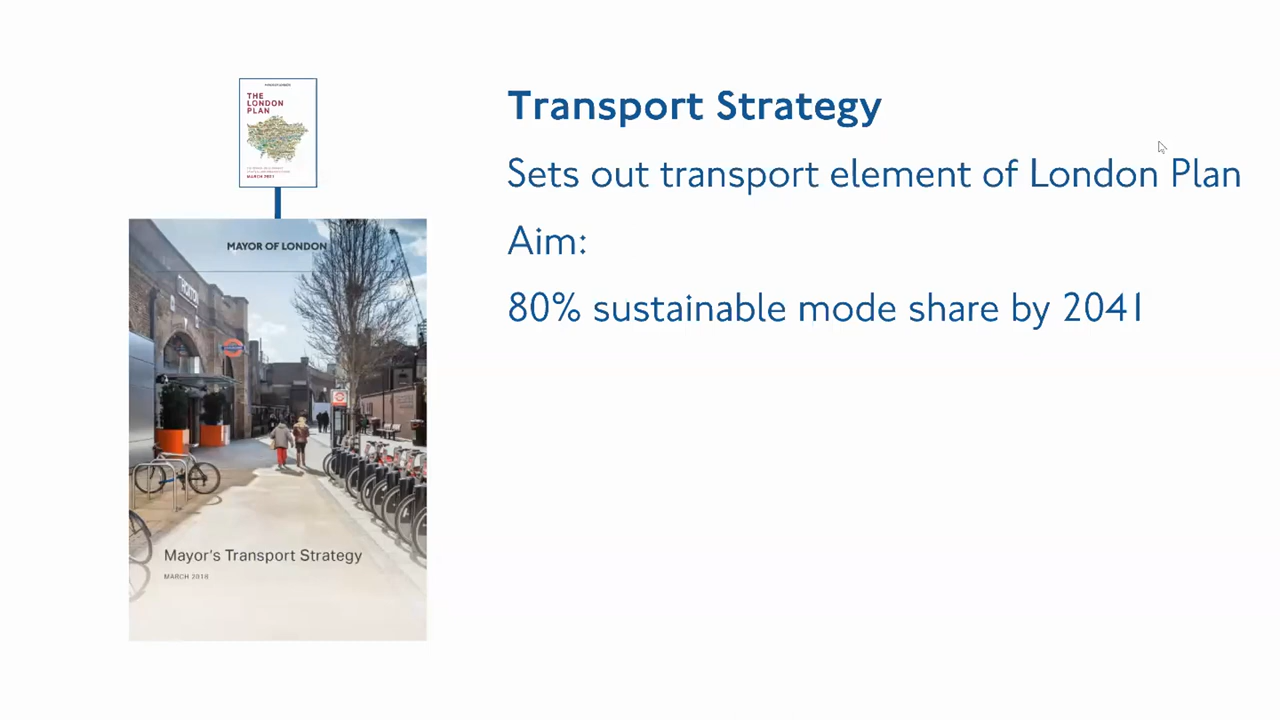 THE
LONDON
PLAN
MARCH 2021
Transport Strategy
Sets out transport element of London Plan
Aim:
80% sustainable mode share by 2041
MAYOR OF LONDON
HOXTON
Mayor's Transport Strategy
MARCH 2018